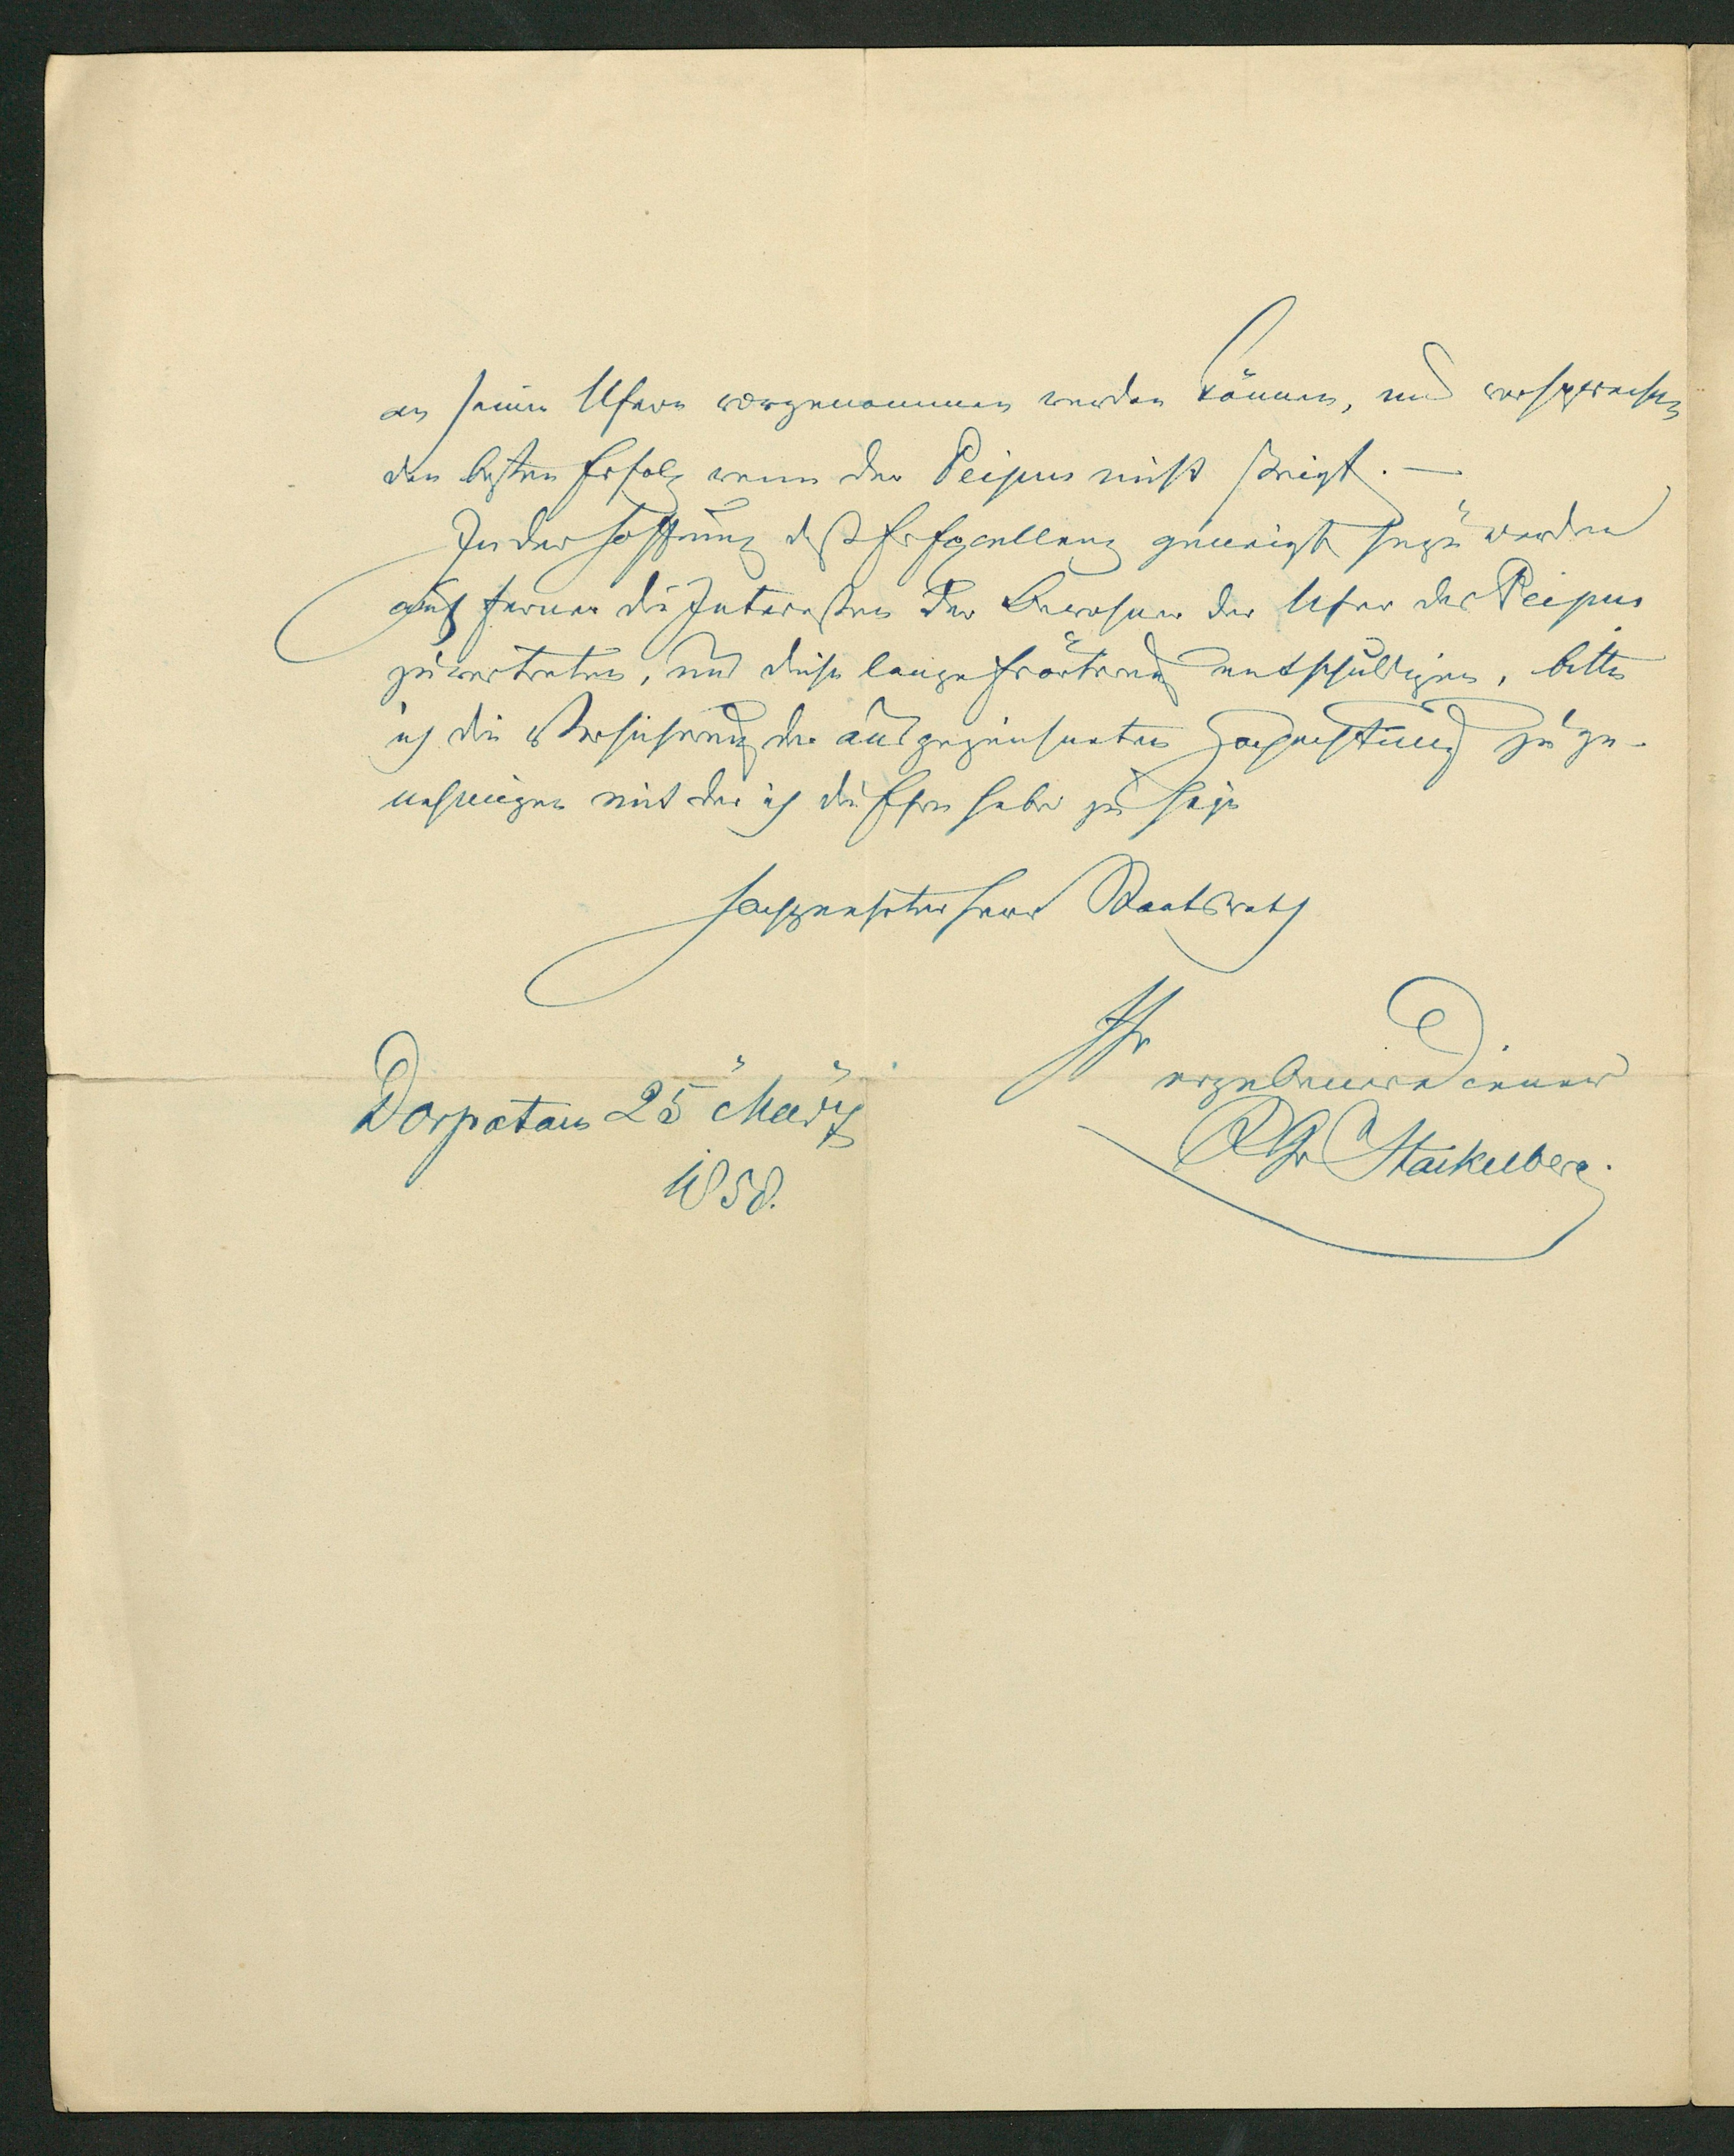 an seinen Ufern vorgenommen werden können, und versprechen
den besten Erfolg wenn der Peipus nicht steigt. —
In der Hoffnung daß Ew Excellenz geneigt seyn werden
auch ferner die Interessen der Bewohner der Ufer des Peipus
zu vertreten, und diese lange Erörterung entschuldigen, bitte
ich die Versicherung der ausgezeichneten Hochachtung zu ge-
nehmigen mit der ich die Ehre habe zu seyn
hochgeehrter Herr Staatsrath
Ihr
ergebener Diener
R Gr Stackelberg.
Dorpat am 25 März
1858.